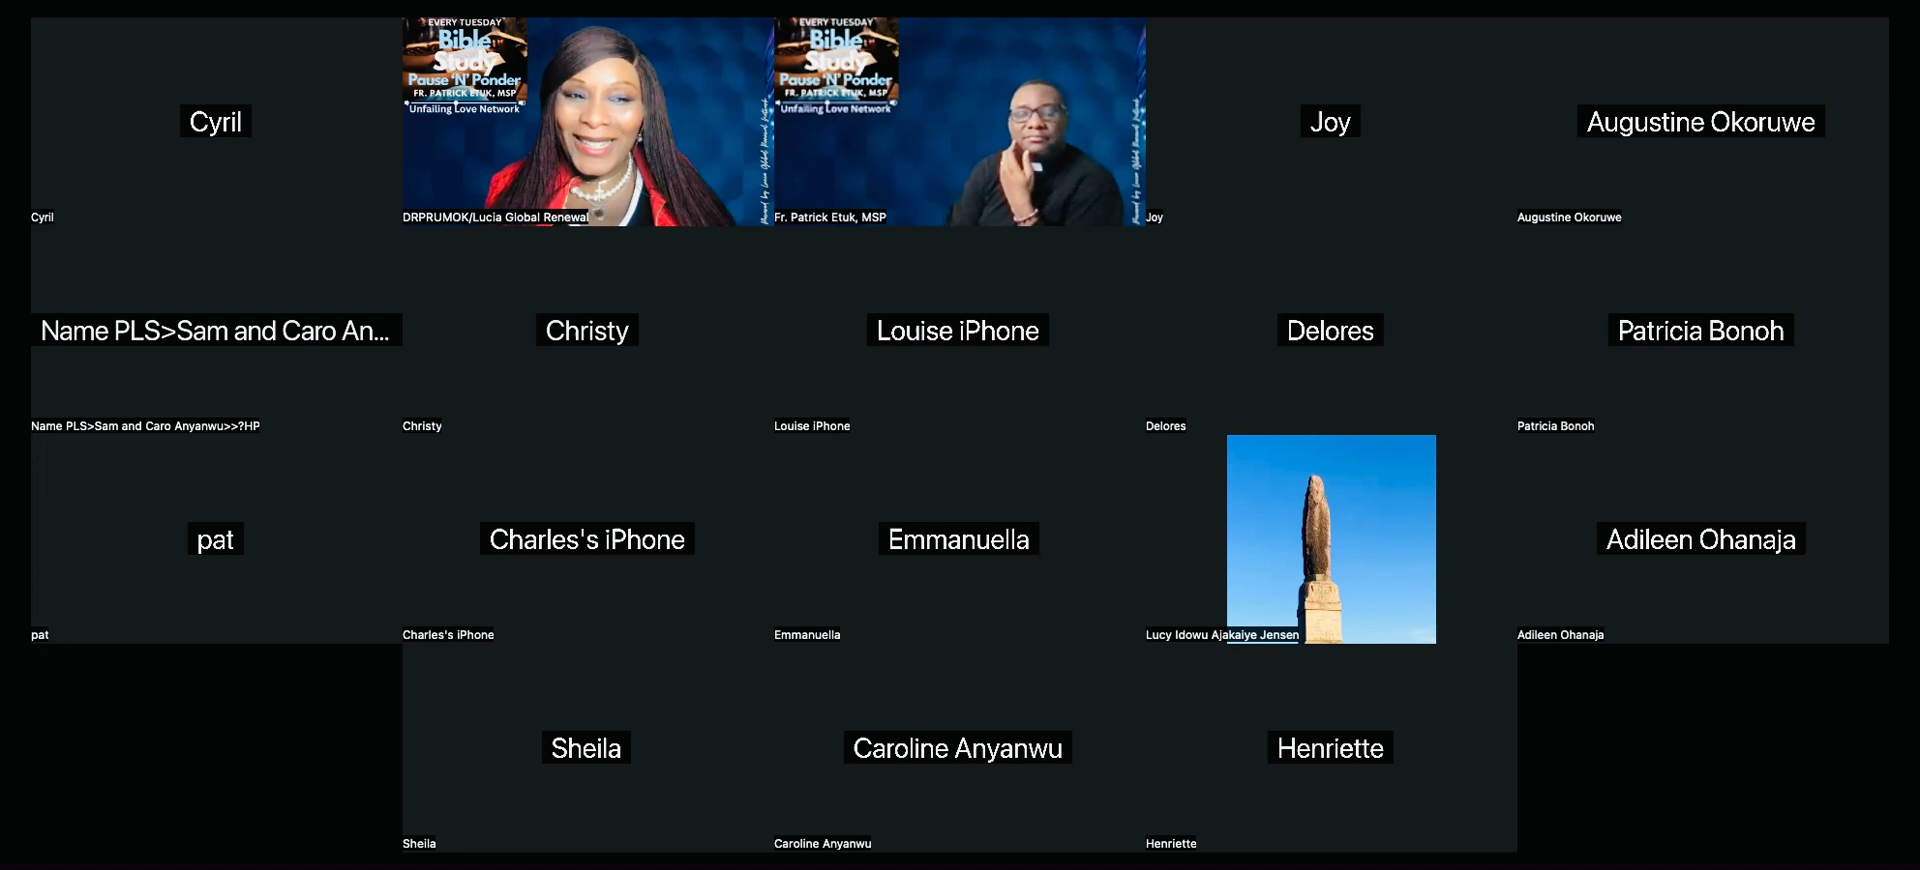 Cyril
Cyril
EVERY TUESDAY
Bible
Study
Pause 'N' Ponder
FR. PATRICK ETUK, MSP
Unfailing Love Network
DRPRUMOK/Lucia Global Renewal
EVERY TUESDAY
Bible
Study
Pause 'N' Ponder
FR. PATRICK ETUK, MSP
Unfailing Love Network
Fr. Patrick Etuk, MSP
Joy
Joy
Augustine Okoruwe
Augustine Okoruwe
Name PLS>Sam and Caro An...
Name PLS>Sam and Caro Anyanwu>>?HP
Christy
Christy
Louise iPhone
Louise iPhone
Delores
Delores
Patricia Bonoh
Patricia Bonoh
pat
pat
Charles's iPhone
Charles's iPhone
Emmanuella
Emmanuella
Lucy Idowu Ajakaiye Jensen
Adileen Ohanaja
Adileen Ohanaja
Sheila
Sheila
Caroline Anyanwu
Caroline Anyanwu
Henriette
Henriette